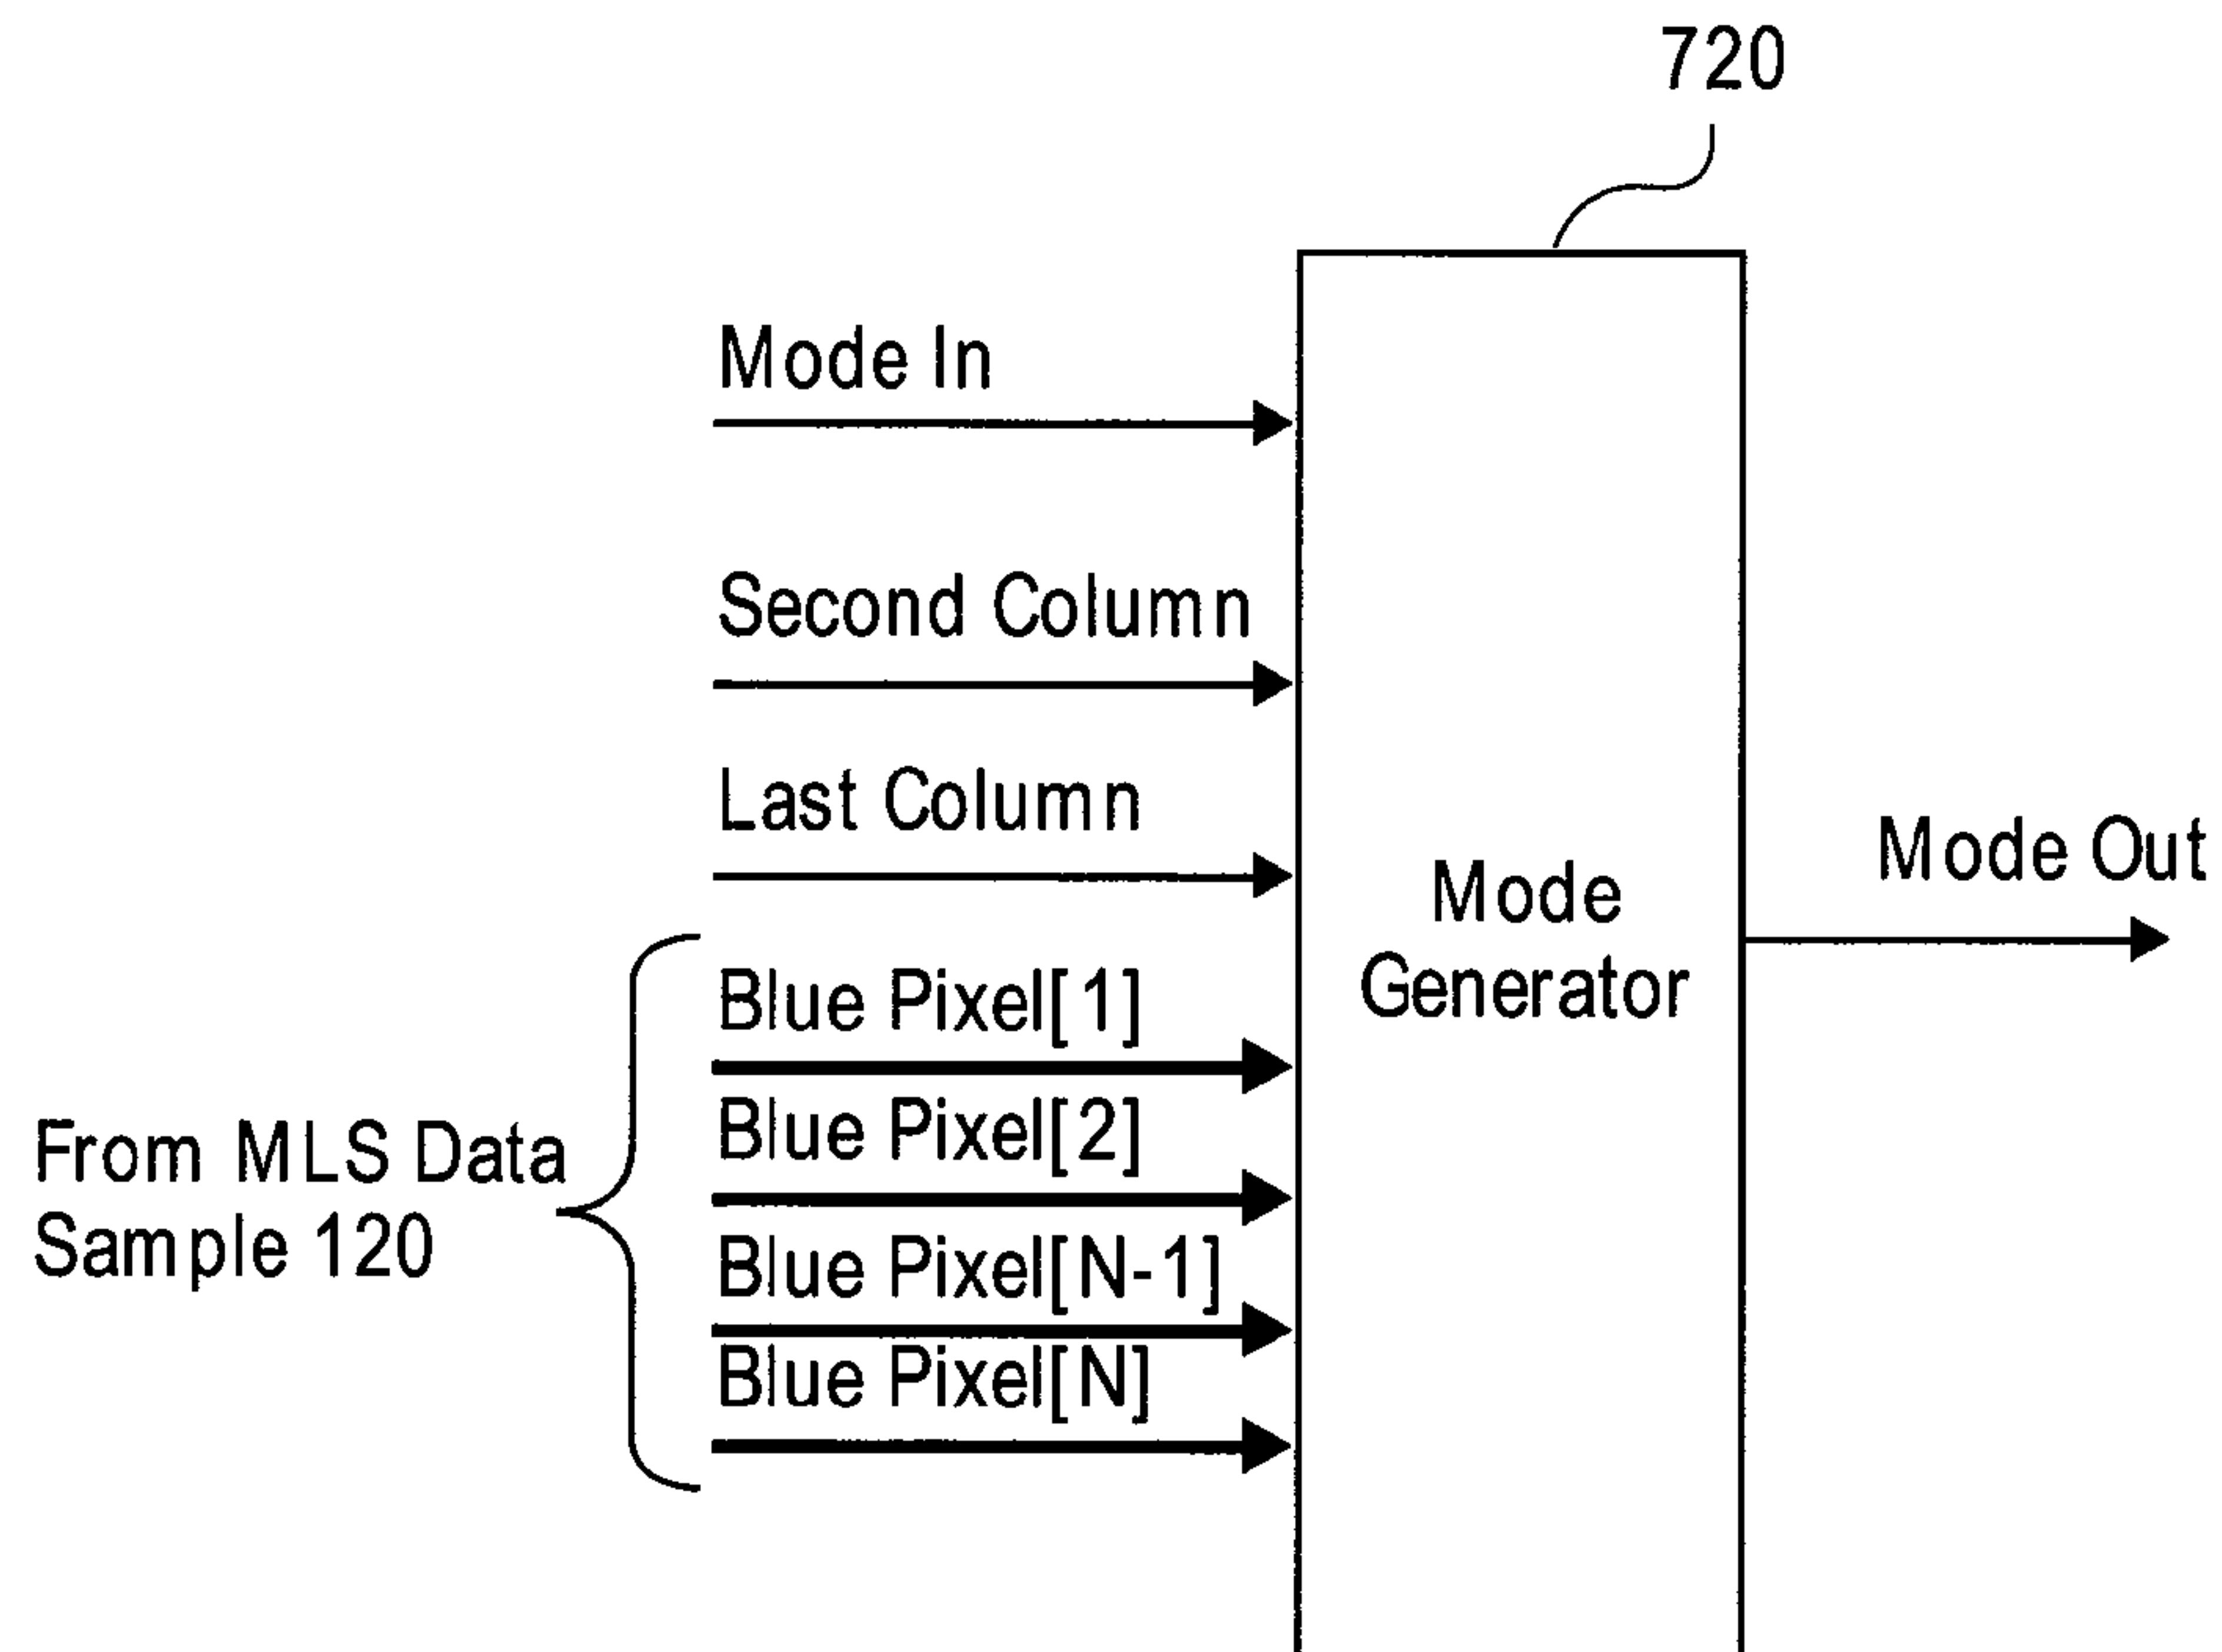 720
Mode In
Second Column
Last Column
Mode
Generator
Mode Out
Blue Pixel[1]
Blue Pixel[2]
From MLS Data
Sample 120
Blue Pixel[N-1]
Blue Pixel[N]